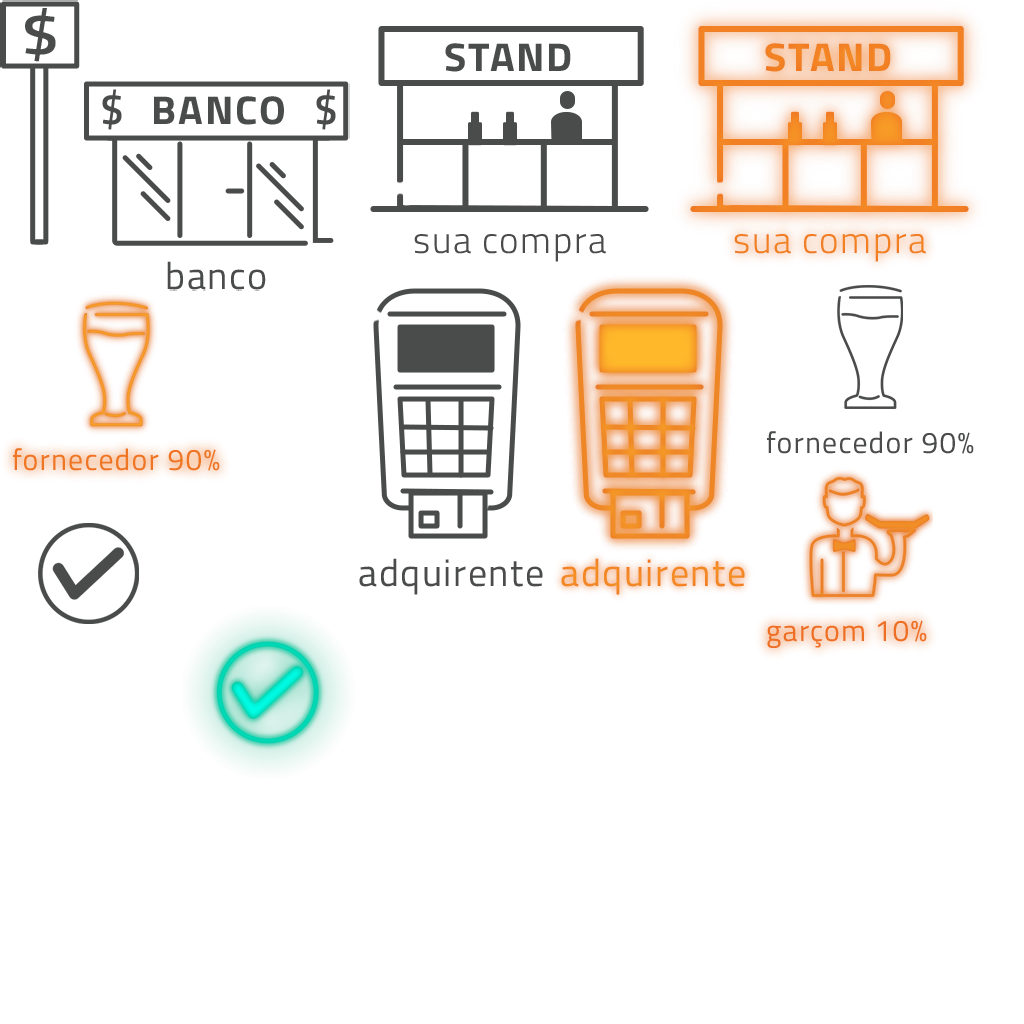 $
$ BANCO $
banco
STAND
sua compra
STAND
sua compra
fornecedor 90%
adquirente
adquirente
fornecedor 90%
garçom 10%